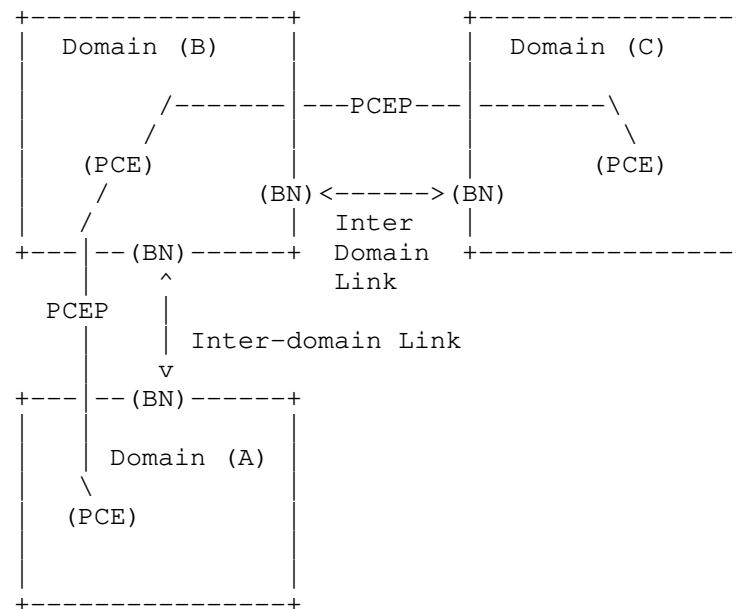 Domain (B) Domain (C)
PCEP
(PCE) (PCE)
(BN)<------>(BN)
Inter
(BN) Domain
Link
PCEP
Inter-domain Link
(BN)
Domain (A)
(PCE)